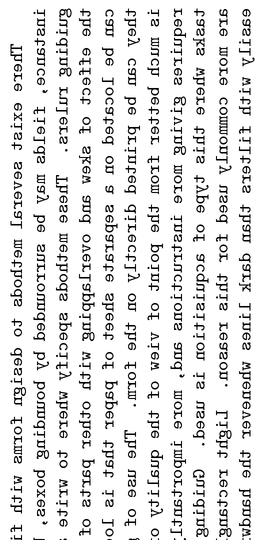 There exist several methods to design forms with fi
instance, fields may be surrounded by bounding boxes, l
guiding rulers. These methods specify where to write a
the effect of skew and overlapping with other parts of
can be located on a separate sheet of paper that is loc
they can be printed directly on the form. The use of g
is much better from the point of view of the quality o
requires giving more instructions and, more importantl
tasks where this type of acquisition is used. Guiding
are more commonly used for this reason. Light rectangl
easily with filters than dark lines whenever the handwr